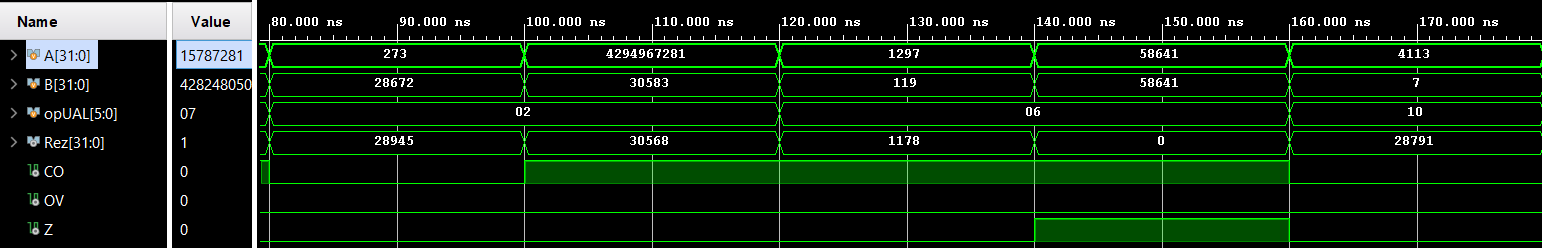 Name Value 80.000 ns 90.000 ns 100.000 ns 110.000 ns 120.000 ns 130.000 ns 140.000 ns 150.000 ns 160.000 ns 170.000 ns
A[31:0] 15787281 273 4294967281 1297 58641 4113
B[31:0] 428248050 28672 30583 119 58641 7
opUAL[5:0] 07 02 06 10
Rez[31:0] 1 28945 30568 1178 0 28791
CO 0
OV 0
Z 0